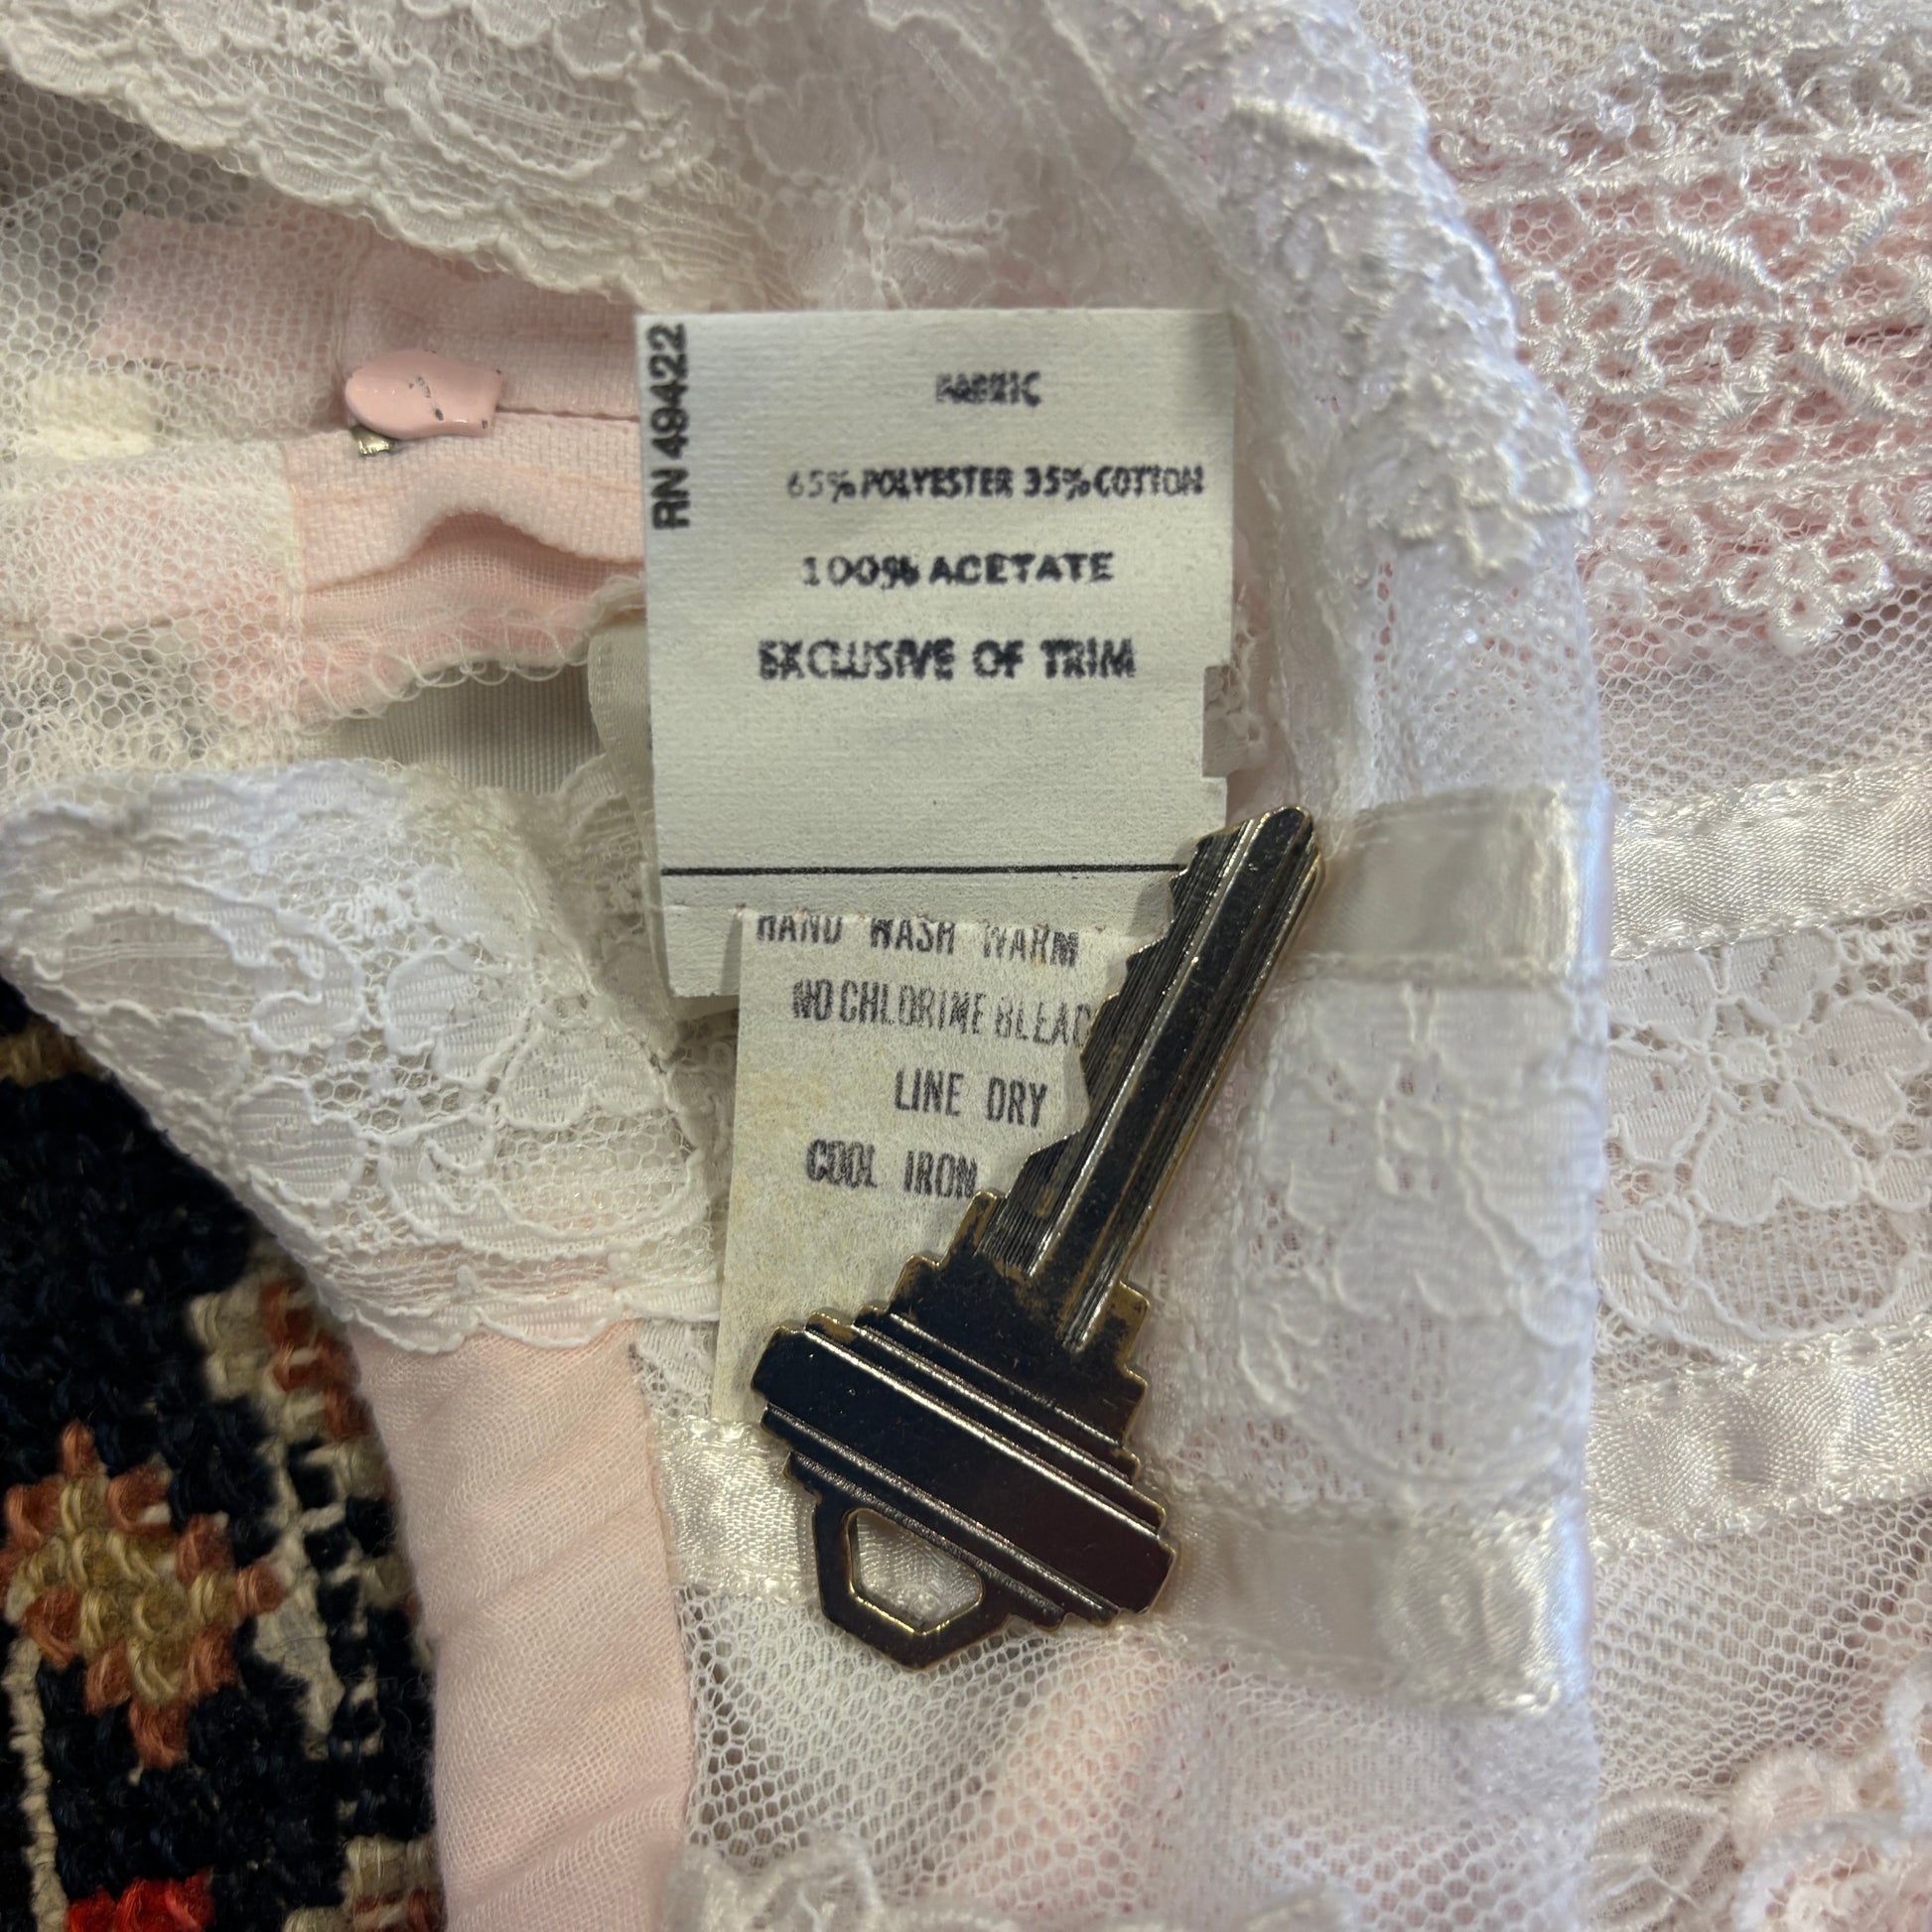 RN 49422
FABRIC
65% POLYESTER 35% COTTON
100% ACETATE
EXCLUSIVE OF TRIM
HAND WASH WARM
NO CHLORINE BLEAC
LINE DRY
COOL IRON